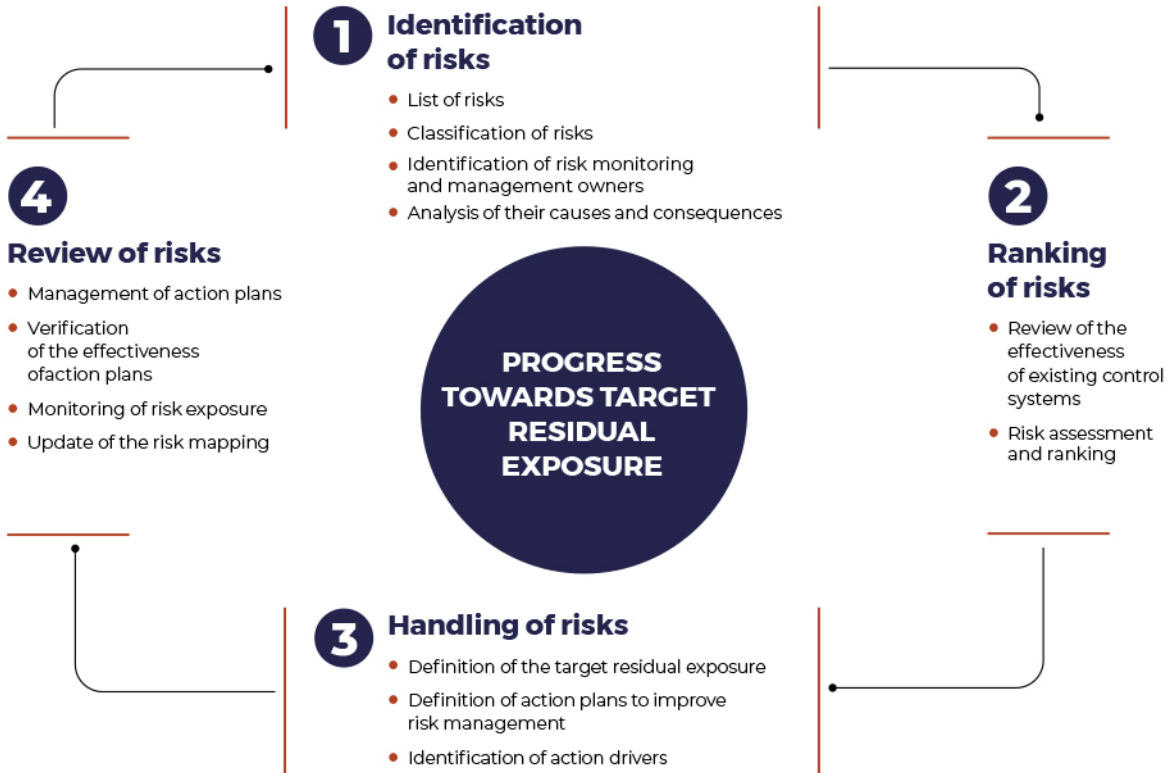 1
Identification
of risks
• List of risks
• Classification of risks
• Identification of risk monitoring
and management owners
• Analysis of their causes and consequences
2
Ranking
of risks
• Review of the
effectiveness
of existing control
systems
• Risk assessment
and ranking
3
Handling of risks
• Definition of the target residual exposure
• Definition of action plans to improve
risk management
• Identification of action drivers
4
Review of risks
• Management of action plans
• Verification
of the effectiveness
ofaction plans
• Monitoring of risk exposure
• Update of the risk mapping
PROGRESS
TOWARDS TARGET
RESIDUAL
EXPOSURE